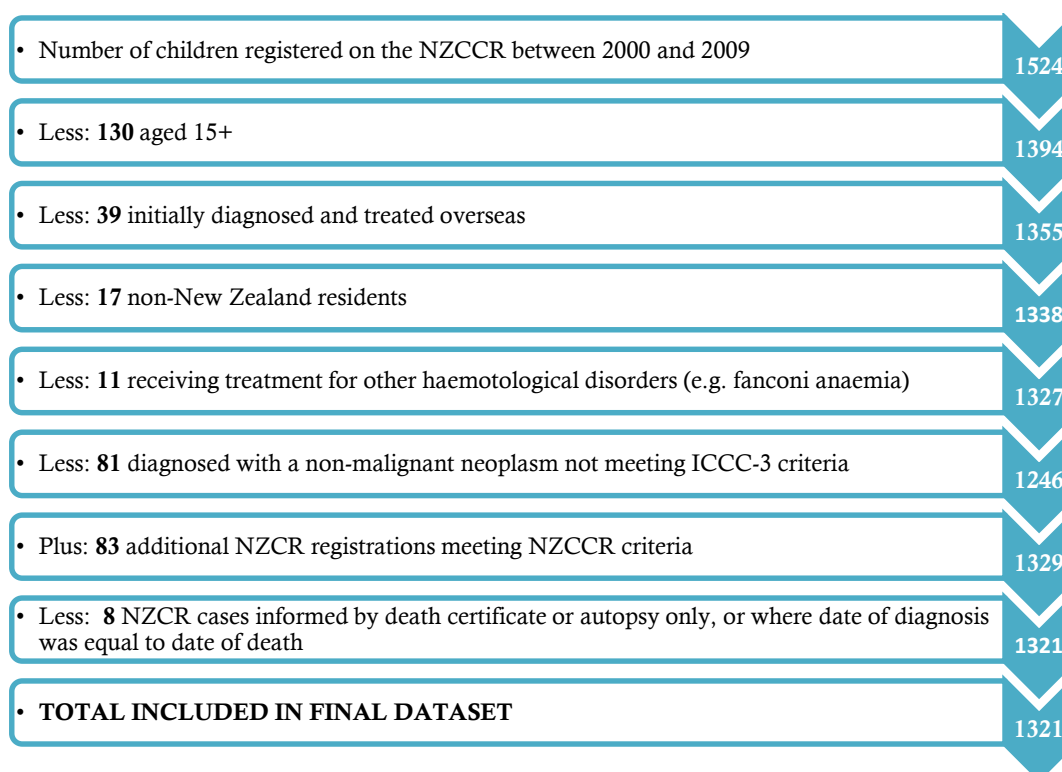 • Number of children registered on the NZCCR between 2000 and 2009
1524
• Less: 130 aged 15+
1394
• Less: 39 initially diagnosed and treated overseas
1355
• Less: 17 non-New Zealand residents
1338
• Less: 11 receiving treatment for other haemotological disorders (e.g. fanconi anaemia)
1327
• Less: 81 diagnosed with a non-malignant neoplasm not meeting ICCC-3 criteria
1246
• Plus: 83 additional NZCR registrations meeting NZCCR criteria
1329
• Less: 8 NZCR cases informed by death certificate or autopsy only, or where date of diagnosis
was equal to date of death
1321
• TOTAL INCLUDED IN FINAL DATASET
1321